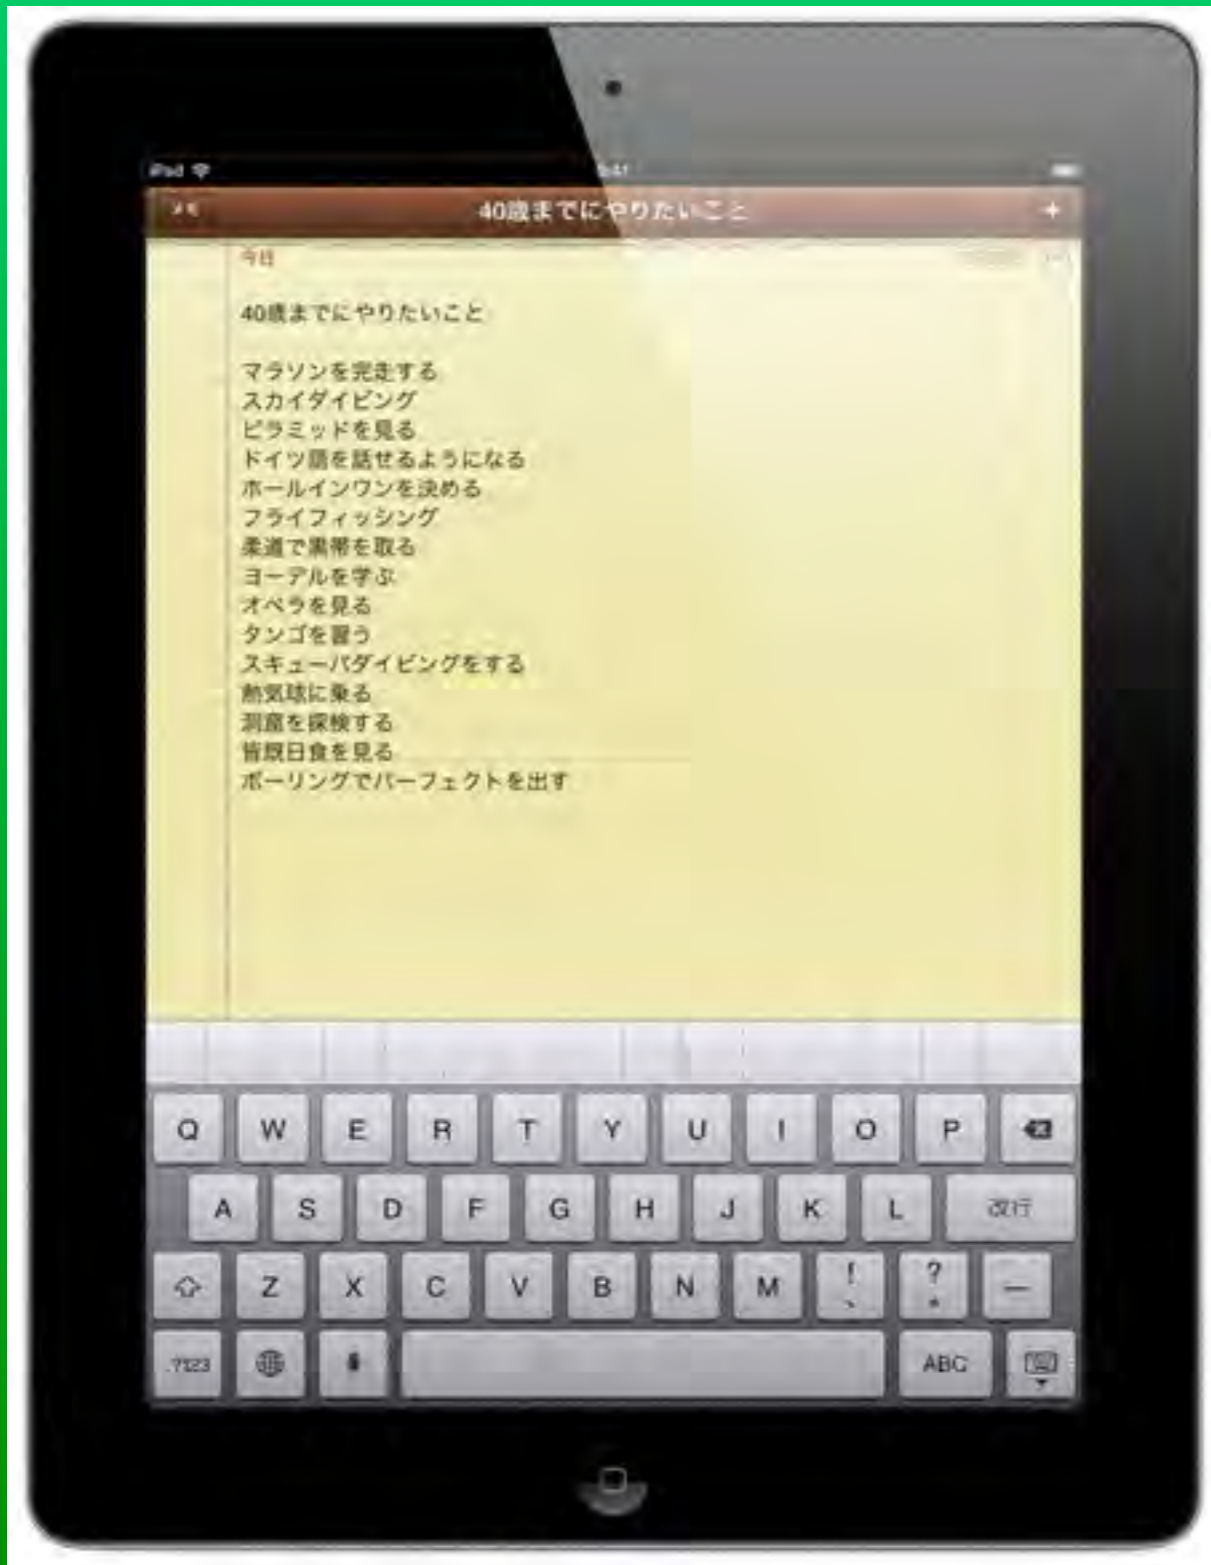 iPad
9:41
メモ
40歳までにやりたいこと
+
今日
40歳までにやりたいこと
マラソンを完走する
スカイダイビング
ピラミッドを見る
ドイツ語を話せるようになる
ホールインワンを決める
フライフィッシング
柔道で黒帯を取る
ヨーデルを学ぶ
オペラを見る
タンゴを習う
スキューバダイビングをする
熱気球に乗る
洞窟を探検する
皆既日食を見る
ボーリングでパーフェクトを出す
Q W E R T Y U I O P
A S D F G H J K L 改行
Z X C V B N M ! 、 ? 。 ー
.?123 ABC